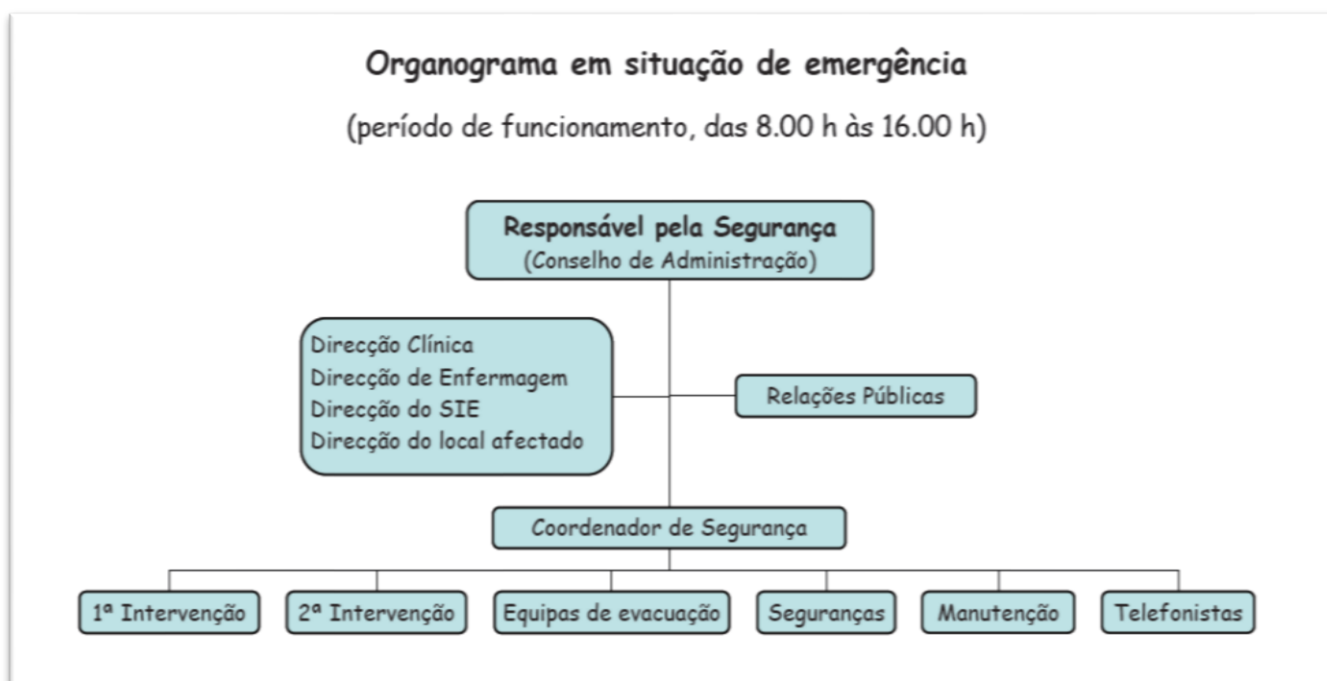 Organograma em situação de emergência
(período de funcionamento, das 8.00 h às 16.00 h)
Responsável pela Segurança
(Conselho de Administração)
Direcção Clínica
Direcção de Enfermagem
Direcção do SIE
Direcção do local afectado
Relações Públicas
Coordenador de Segurança
1ª Intervenção
2ª Intervenção
Equipas de evacuação
Seguranças
Manutenção
Telefonistas